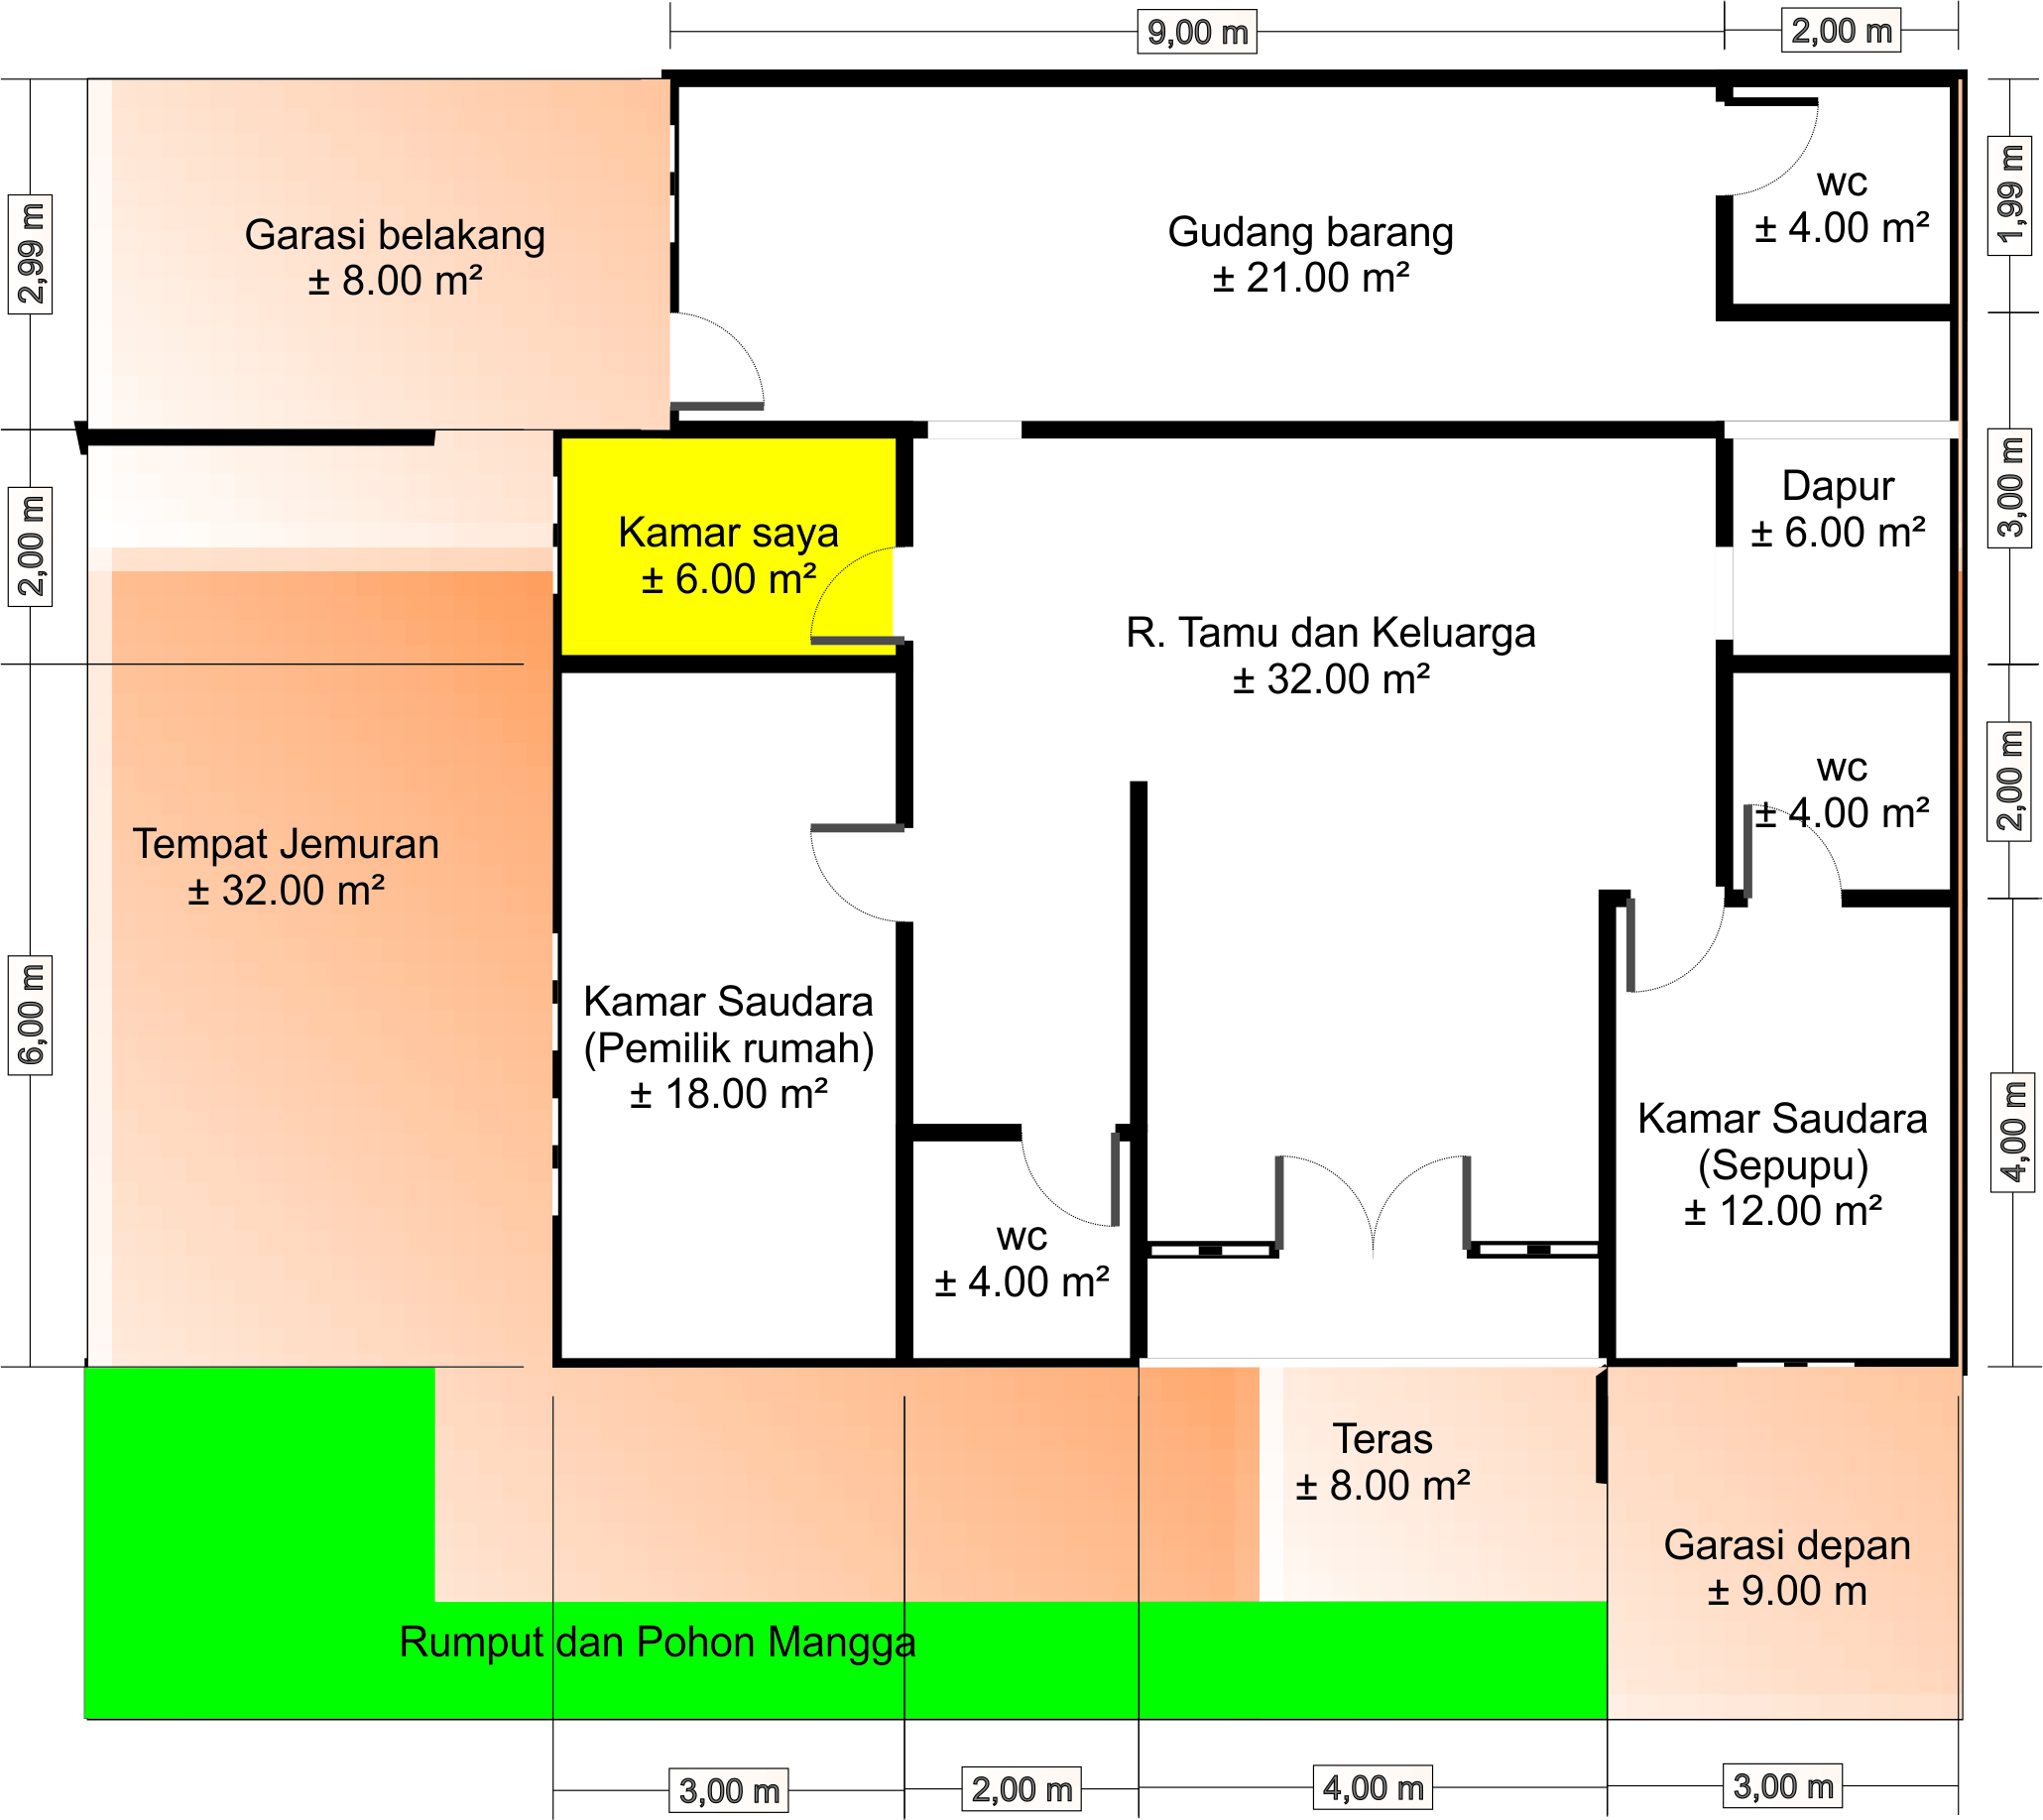 9,00 m
2,00 m
2,99 m
Garasi belakang
± 8.00 m²
Gudang barang
± 21.00 m²
wc
± 4.00 m²
1,99 m
2,00 m
Kamar saya
± 6.00 m²
R. Tamu dan Keluarga
± 32.00 m²
Dapur
± 6.00 m²
3,00 m
wc
± 4.00 m²
2,00 m
Tempat Jemuran
± 32.00 m²
6,00 m
Kamar Saudara
(Pemilik rumah)
± 18.00 m²
wc
± 4.00 m²
Kamar Saudara
(Sepupu)
± 12.00 m²
4,00 m
Teras
± 8.00 m²
Garasi depan
± 9.00 m
Rumput dan Pohon Mangga
3,00 m
2,00 m
4,00 m
3,00 m